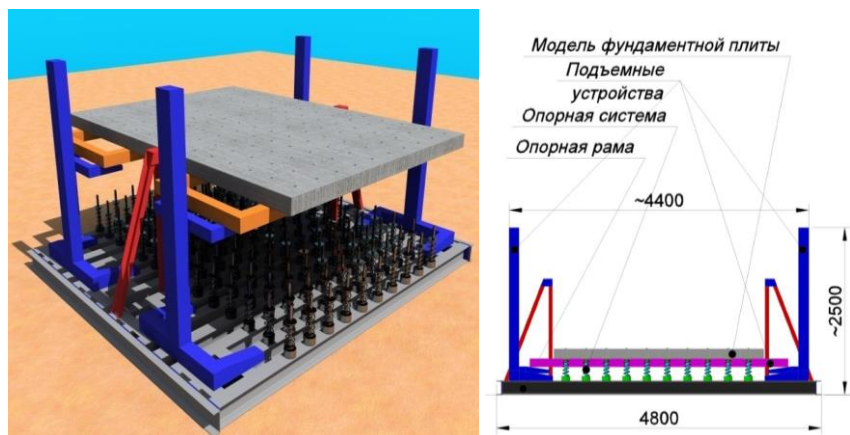 Модель фундаментной плиты
Подъемные
устройства
Опорная система
Опорная рама
~4400
~2500
4800